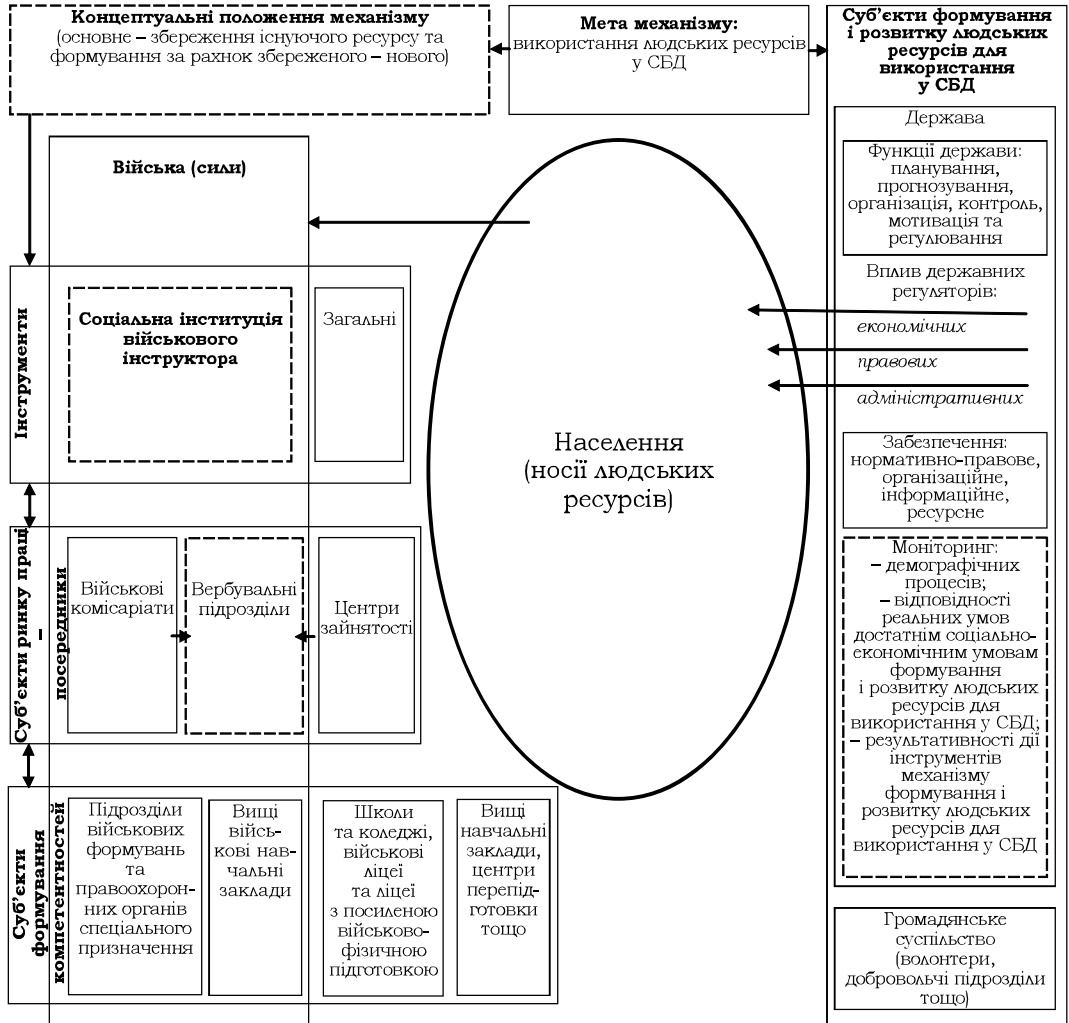 Концептуальні положення механізму
(основне – збереження існуючого ресурсу та
формування за рахнок збереженого – нового)
Мета механізму:
використання людських ресурсів
у СБД
Суб’єкти формування
і розвитку людських
ресурсів для
використання
у СБД
Держава
Функції держави:
планування,
прогнозування,
організація, контроль,
мотивація та
регулювання
Вплив державних
регуляторів:
економічних
правових
адміністративних
Забезпечення:
нормативно-правове,
організаційне,
інформаційне,
ресурсне
Моніторинг:
– демографічних
процесів;
– відповідності
реальних умов
достатнім соціально-
економічним умовам
формування
і розвитку людських
ресурсів для
використання у СБД;
– результативності дії
інструментів
механізму
формування і
розвитку людських
ресурсів для
використання у СБД
Громадянське
суспільство
(волонтери,
добровольчі підрозділи
тощо)
Війська (сили)
Населення
(носії людських
ресурсів)
Інструменти
Соціальна інституція
військового
інструктора
Загальні
Суб’єкти ринку праці
–
посередники
Військові
комісаріати
Вербувальні
підрозділи
Центри
зайнятості
Суб’єкти
формування
компетентностей
Підрозділи
військових
формувань
та
правоохорон-
них органів
спеціального
призначення
Вищі
війсь-
кові нав-
чальні
заклади
Школи
та коледжі,
військові
ліцеї
та ліцеї
з посиленою
військово-
фізичною
підготовкою
Вищі
навчальні
заклади,
центри
перепід-
готовки
тощо